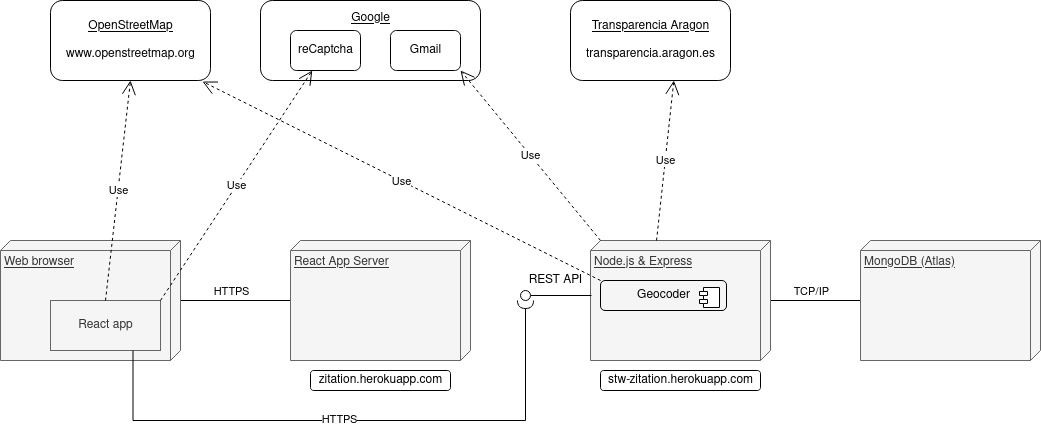 OpenStreetMap
www.openstreetmap.org
Google
reCaptcha
Gmail
Transparencia Aragon
transparencia.aragon.es
Use
Use
Use
Use
Use
Web browser
React app
HTTPS
React App Server
zitation.herokuapp.com
REST API
Node.js & Express
Geocoder
stw-zitation.herokuapp.com
TCP/IP
MongoDB (Atlas)
HTTPS